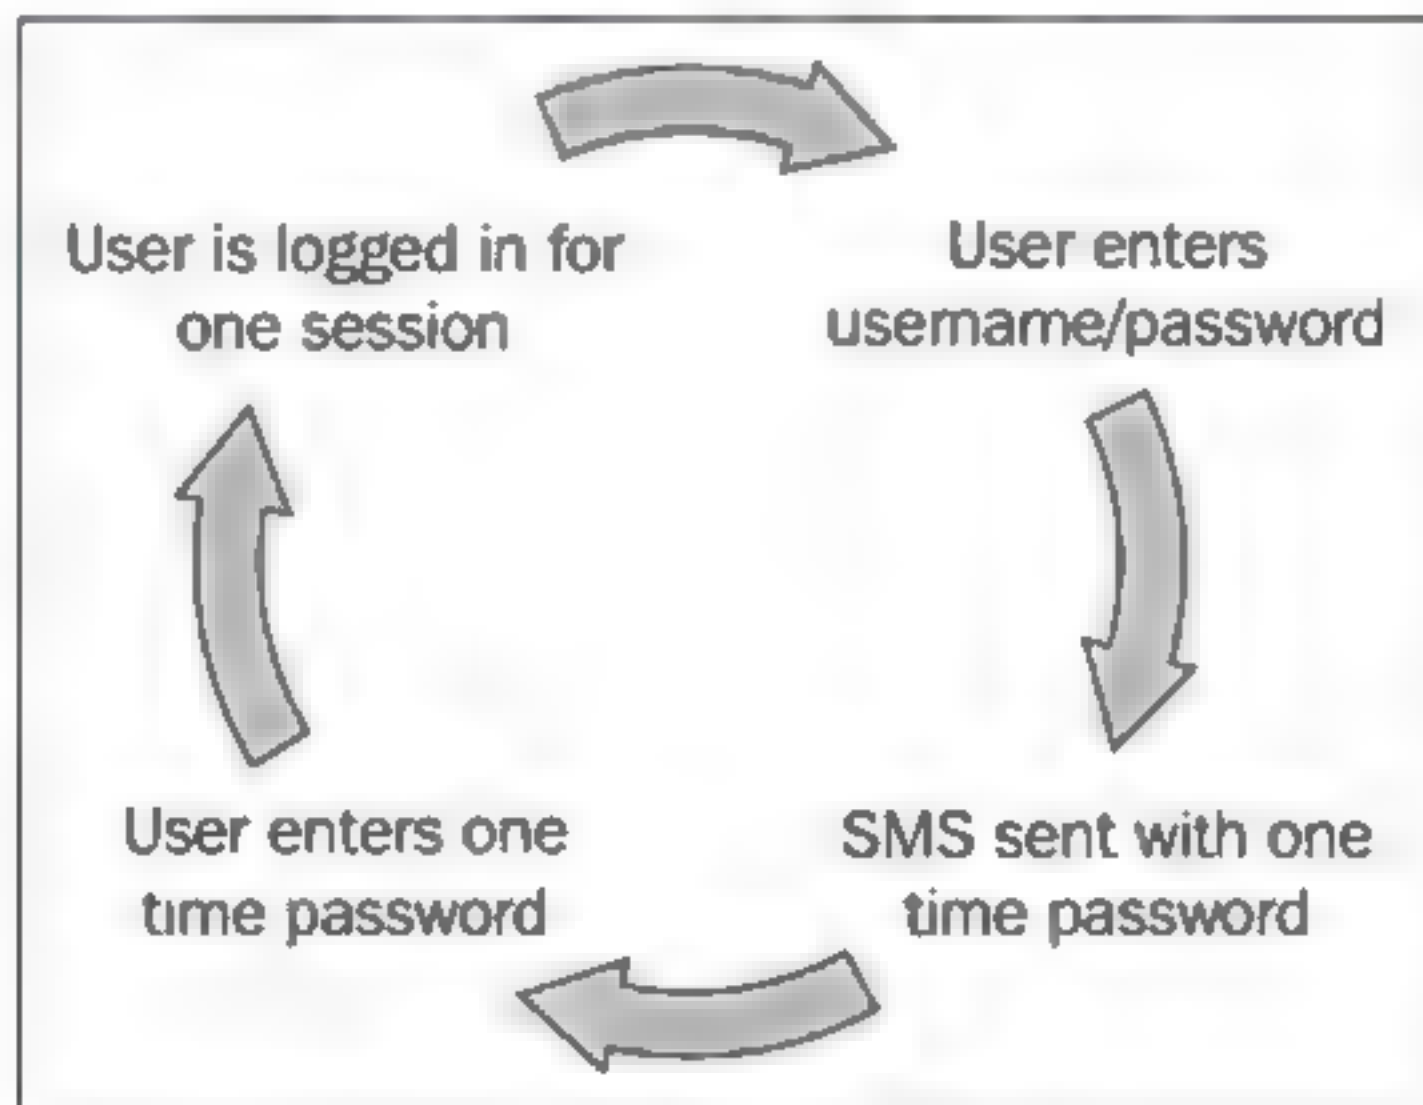 User is logged in for
one session
User enters
username/password
SMS sent with one
time password
User enters one
time password